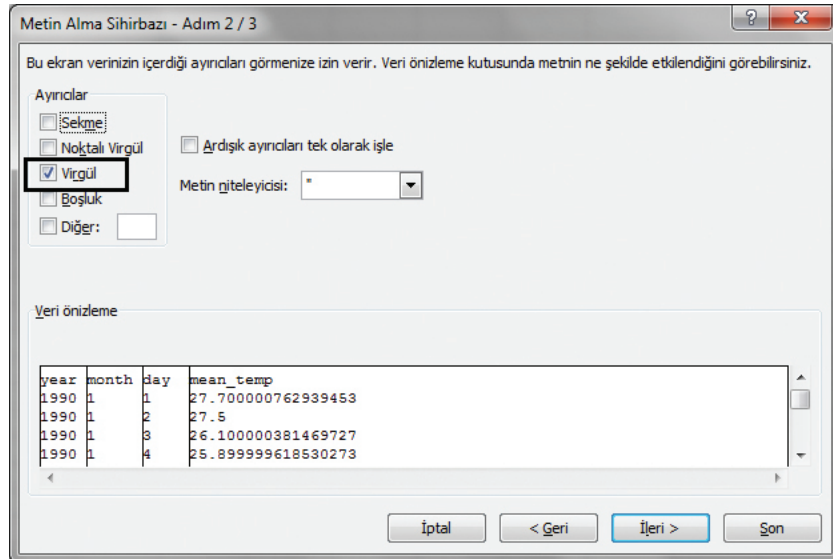 Metin Alma Sihirbazı - Adım 2 / 3
Bu ekran verinizin içerdiği ayırıcıları görmenize izin verir. Veri önizleme kutusunda metnin ne şekilde etkilendiğini görebilirsiniz.
Ayırıcılar
Sekme
Noktalı Virgül
Virgül
Boşluk
Diğer:
Ardışık ayırıcıları tek olarak işle
Metin niteleyicisi: "
Veri önizleme
year month day mean_temp
1990 1 1 27.700000762939453
1990 1 2 27.5
1990 1 3 26.100000381469727
1990 1 4 25.899999618530273
İptal < Geri İleri > Son